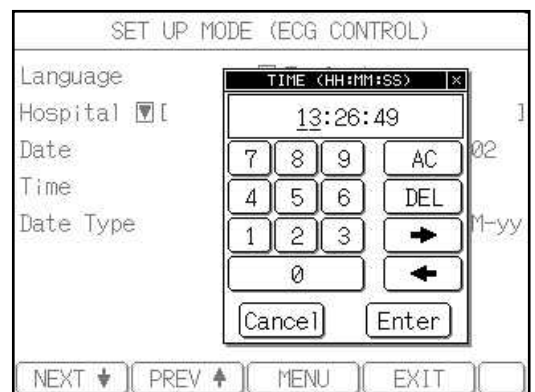 SET UP MODE (ECG CONTROL)
Language
Hospital [ ]
Date 02
Time
Date Type M-yy
TIME (HH:MM:SS) ×
13:26:49
7 8 9 AC
4 5 6 DEL
1 2 3 →
0 ←
Cancel Enter
NEXT ↓ PREV ↑ MENU EXIT